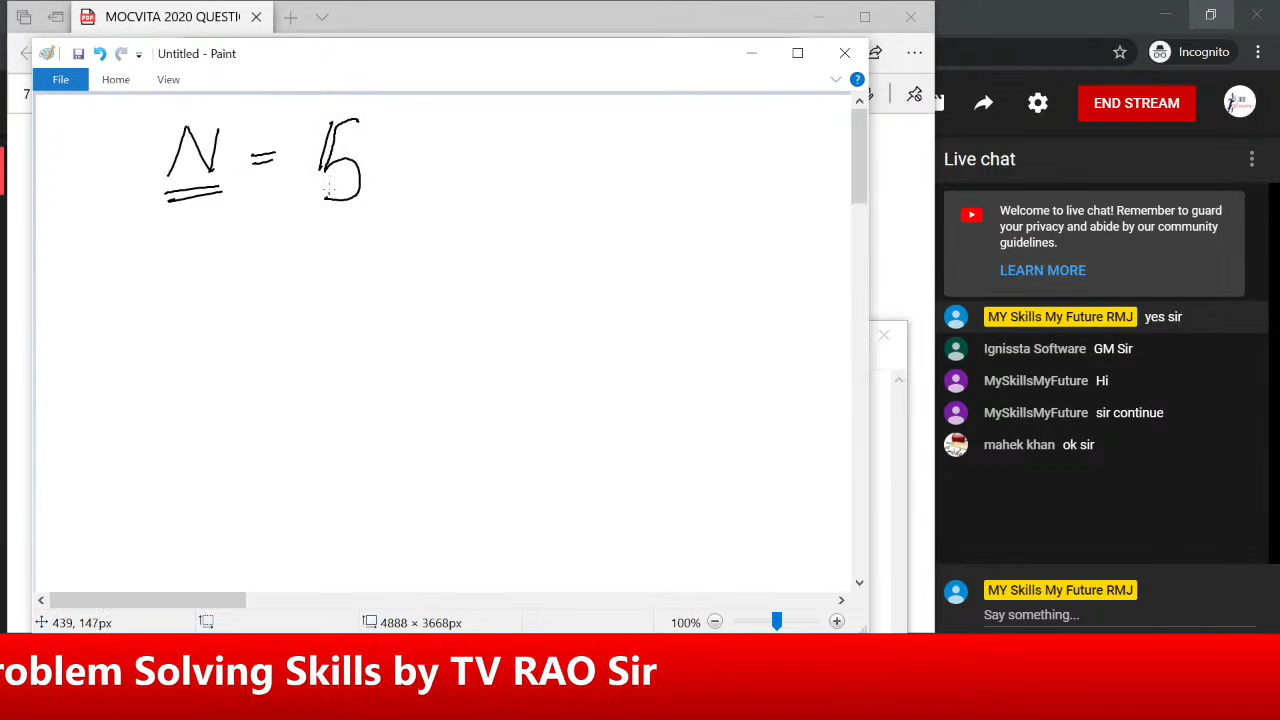 MOCVITA 2020 QUESTI
Incognito
Untitled - Paint
File
Home
View
7
END STREAM
N = 5
Live chat
Welcome to live chat! Remember to guard
your privacy and abide by our community
guidelines.
LEARN MORE
MY Skills My Future RMJ yes sir
Ignissta Software GM Sir
MySkillsMyFuture Hi
MySkillsMyFuture sir continue
mahek khan ok sir
MY Skills My Future RMJ
Say something...
439, 147px
4888 × 3668px
100%
roblem Solving Skills by TV RAO Sir